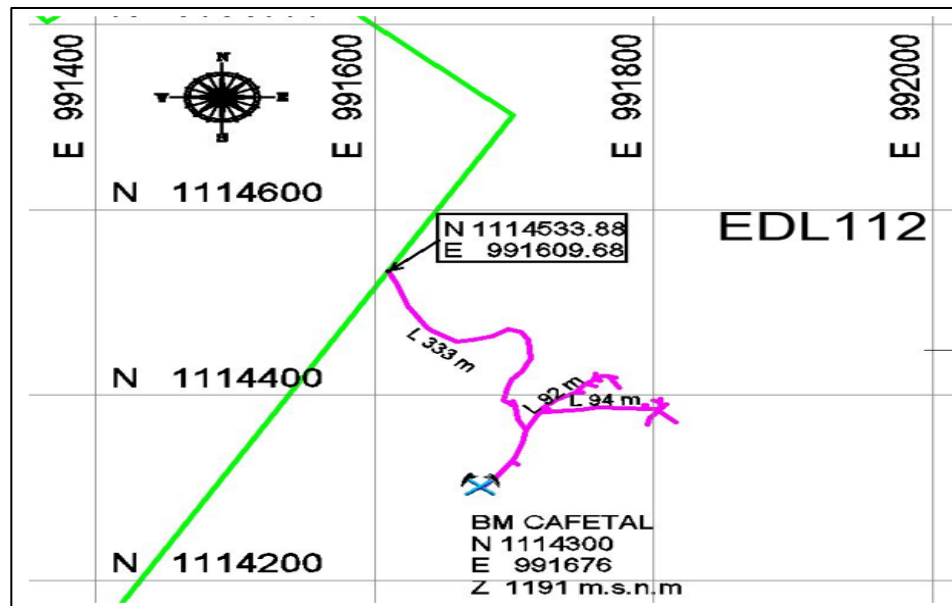 E 991400
E 991600
E 991800
E 992000
N
E
S
N 1114600
EDL112
N 1114533.88
E 991609.68
L 333 m
N 1114400
L 92 m
L 94 m
BM CAFETAL
N 1114300
E 991676
Z 1191 m.s.n.m
N 1114200